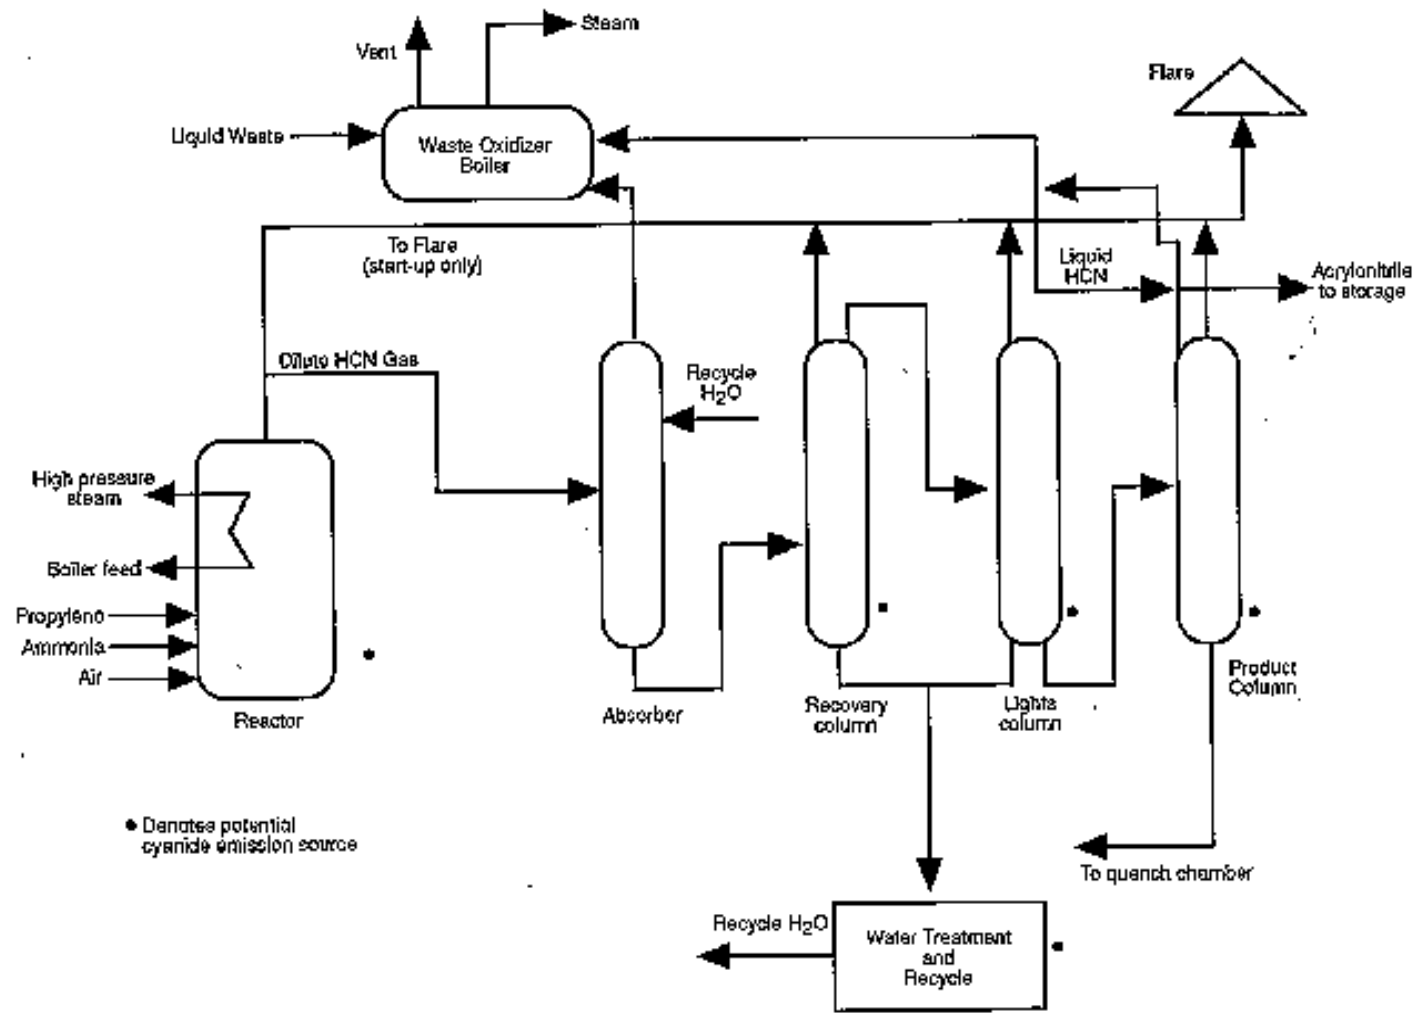 Steam
Vent
Flare
Liquid Waste
Waste Oxidizer
Boiler
To Flare
(start-up only)
Liquid
HCN
Acrylonitrile
to storage
Dilute HCN Gas
Recycle
H2O
High pressure
steam
Boiler feed
Propylene
Ammonia
Air
Reactor
Absorber
Recovery
column
Lights
column
Product
Column
• Denotes potential
cyanide emission source
To quench chamber
Recycle H2O
Water Treatment
and
Recycle